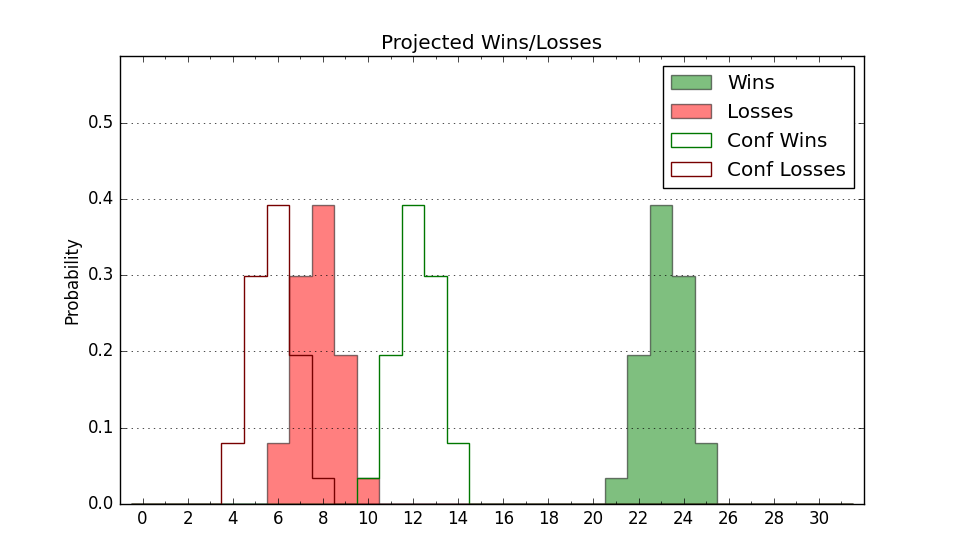 Projected Wins/Losses
Wins
Losses
Conf Wins
Conf Losses
Probability
0.5
0.4
0.3
0.2
0.1
0.0
0 2 4 6 8 10 12 14 16 18 20 22 24 26 28 30